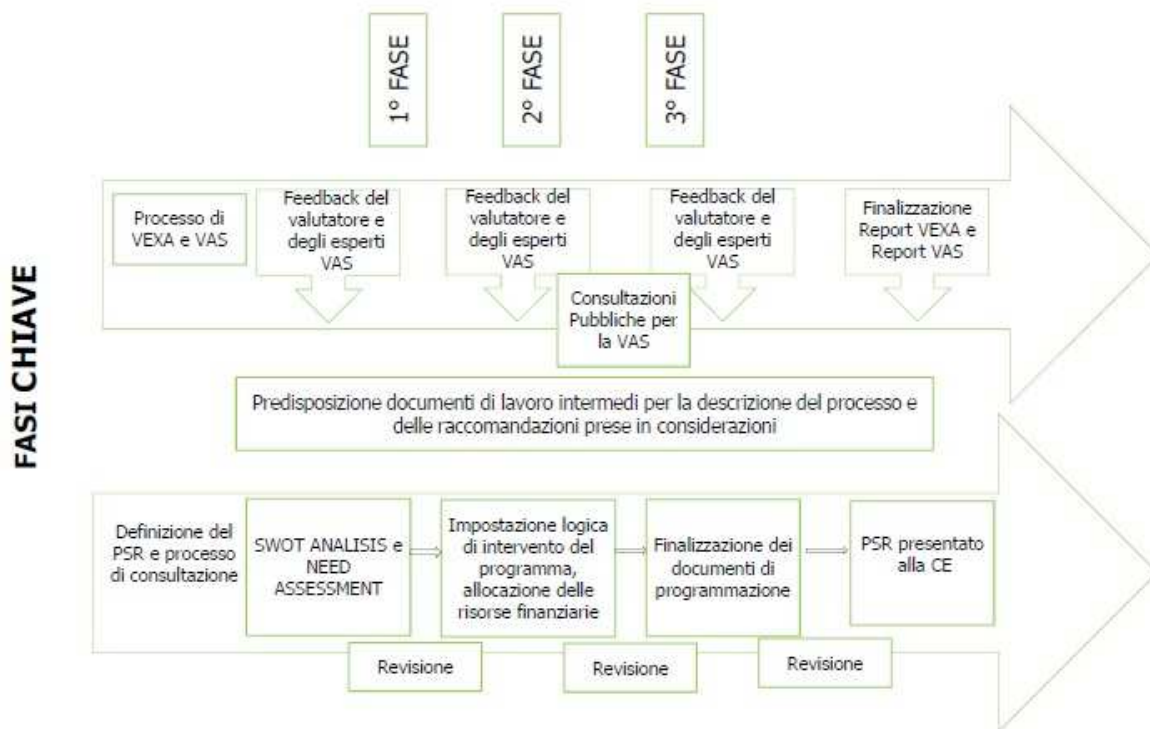 1° FASE
2° FASE
3° FASE
FASI CHIAVE
Processo di
VEXA e VAS
Feedback del
valutatore e
degli esperti
VAS
Feedback del
valutatore e
degli esperti
VAS
Feedback del
valutatore e
degli esperti
VAS
Finalizzazione
Report VEXA e
Report VAS
Consultazioni
Pubbliche per
la VAS
Predisposizione documenti di lavoro intermedi per la descrizione del processo e
delle raccomandazioni prese in considerazioni
Definizione del
PSR e processo
di consultazione
SWOT ANALISIS e
NEED
ASSESSMENT
Impostazione logica
di intervento del
programma,
allocazione delle
risorse finanziarie
Finalizzazione dei
documenti di
programmazione
PSR presentato
alla CE
Revisione
Revisione
Revisione